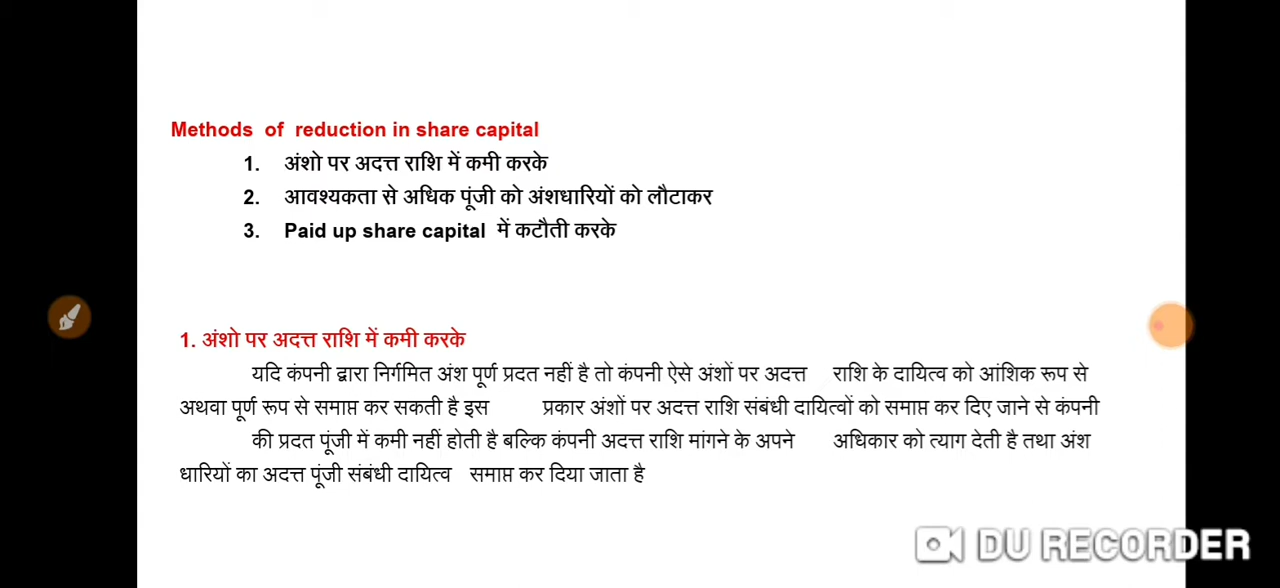 Methods of reduction in share capital
1. अंशो पर अदत्त राशि में कमी करके
2. आवश्यकता से अधिक पूंजी को अंशधारियों को लौटाकर
3. Paid up share capital में कटौती करके
1. अंशो पर अदत्त राशि में कमी करके
यदि कंपनी द्वारा निर्गमित अंश पूर्ण प्रदत नहीं है तो कंपनी ऐसे अंशों पर अदत्त राशि के दायित्व को आंशिक रूप से
अथवा पूर्ण रूप से समाप्त कर सकती है इस प्रकार अंशों पर अदत्त राशि संबंधी दायित्वों को समाप्त कर दिए जाने से कंपनी
की प्रदत पूंजी में कमी नहीं होती है बल्कि कंपनी अदत्त राशि मांगने के अपने अधिकार को त्याग देती है तथा अंश
धारियों का अदत्त पूंजी संबंधी दायित्व समाप्त कर दिया जाता है
DU RECORDER